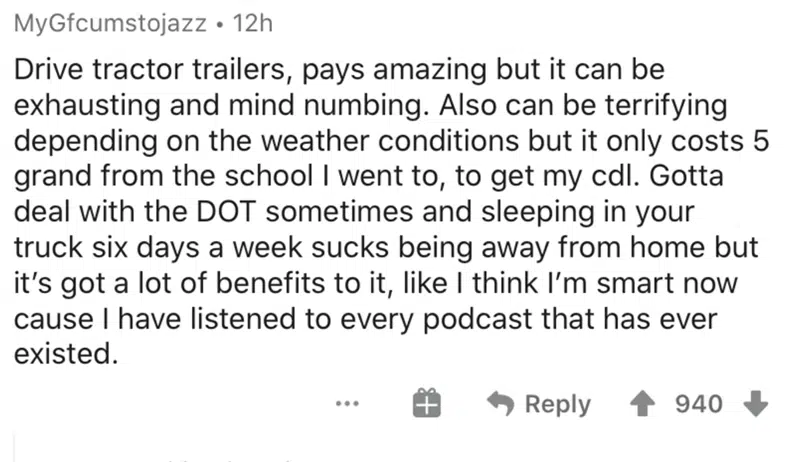 MyGfcumstojazz • 12h
Drive tractor trailers, pays amazing but it can be
exhausting and mind numbing. Also can be terrifying
depending on the weather conditions but it only costs 5
grand from the school I went to, to get my cdl. Gotta
deal with the DOT sometimes and sleeping in your
truck six days a week sucks being away from home but
it's got a lot of benefits to it, like I think I'm smart now
cause I have listened to every podcast that has ever
existed.
... Reply 940